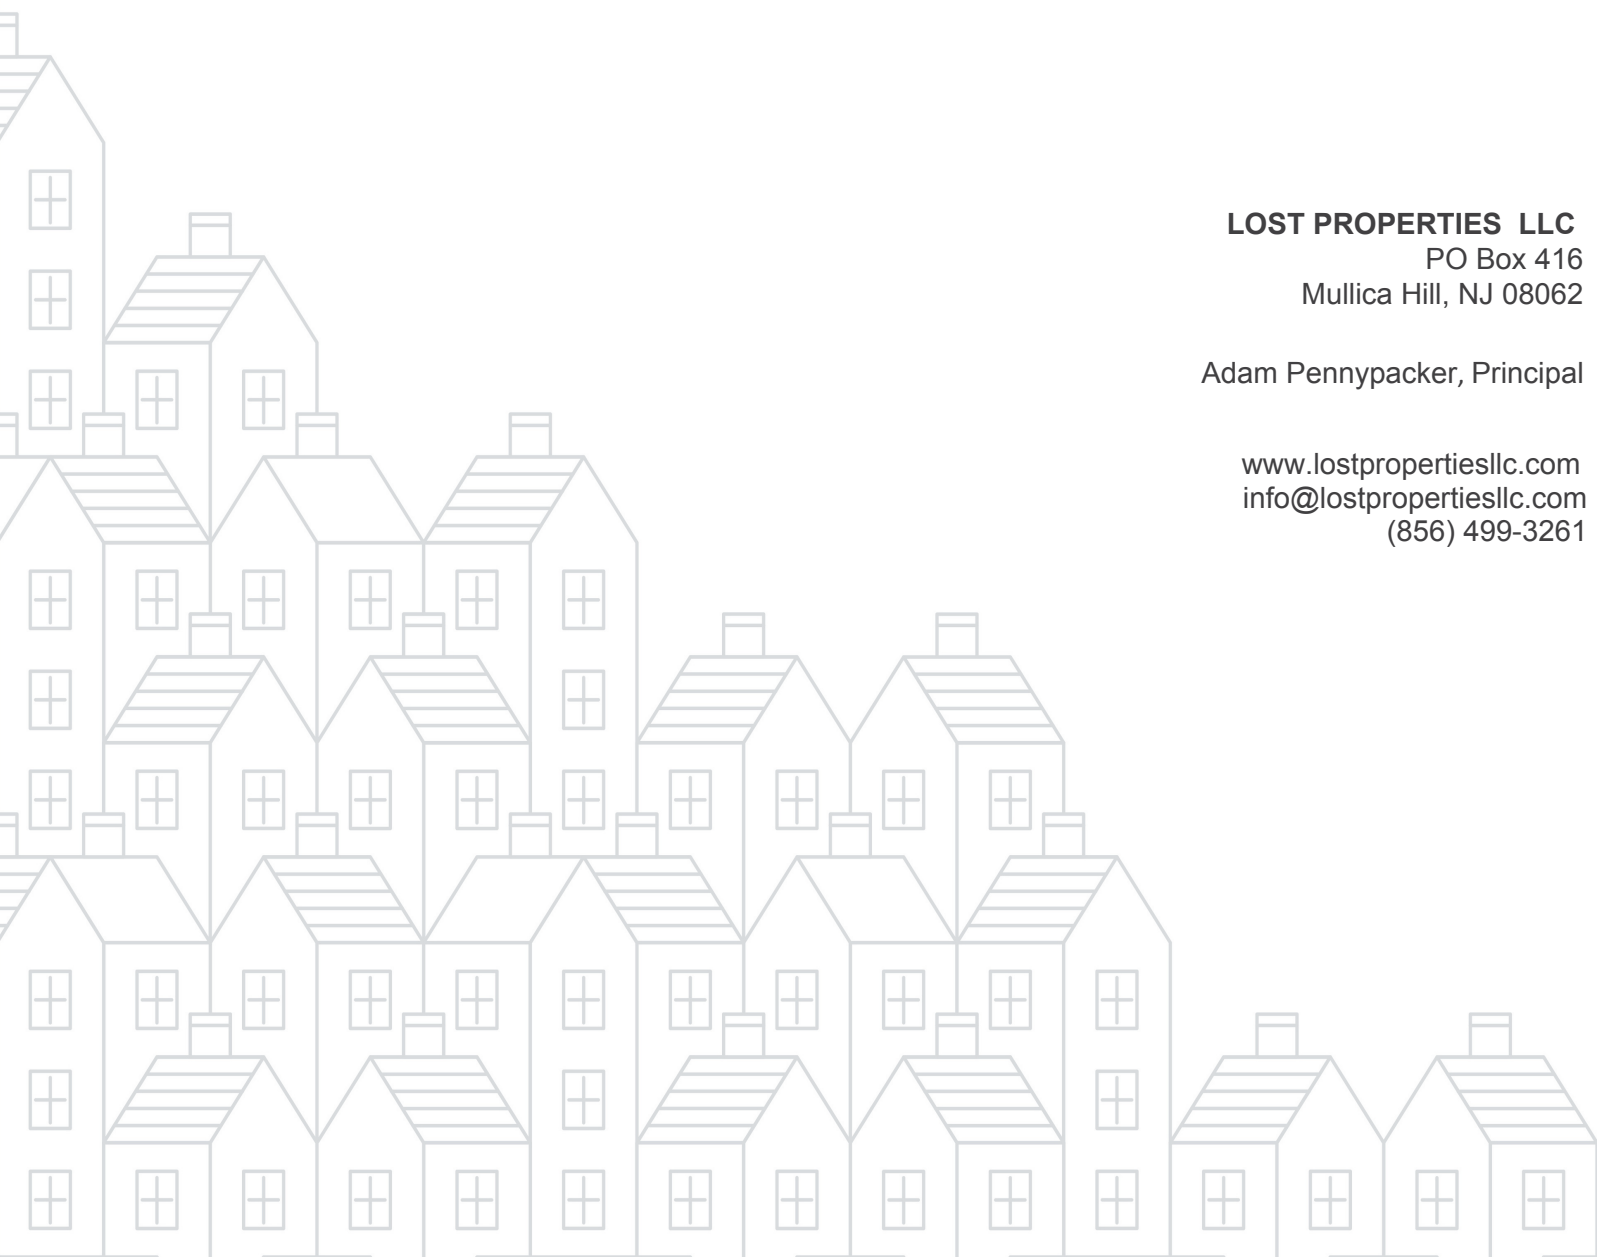 LOST PROPERTIES  LLC
PO Box 416
Mullica Hill, NJ 08062
Adam Pennypacker, Principal
www.lostpropertiesllc.com
info@lostpropertiesllc.com
(856) 499-3261